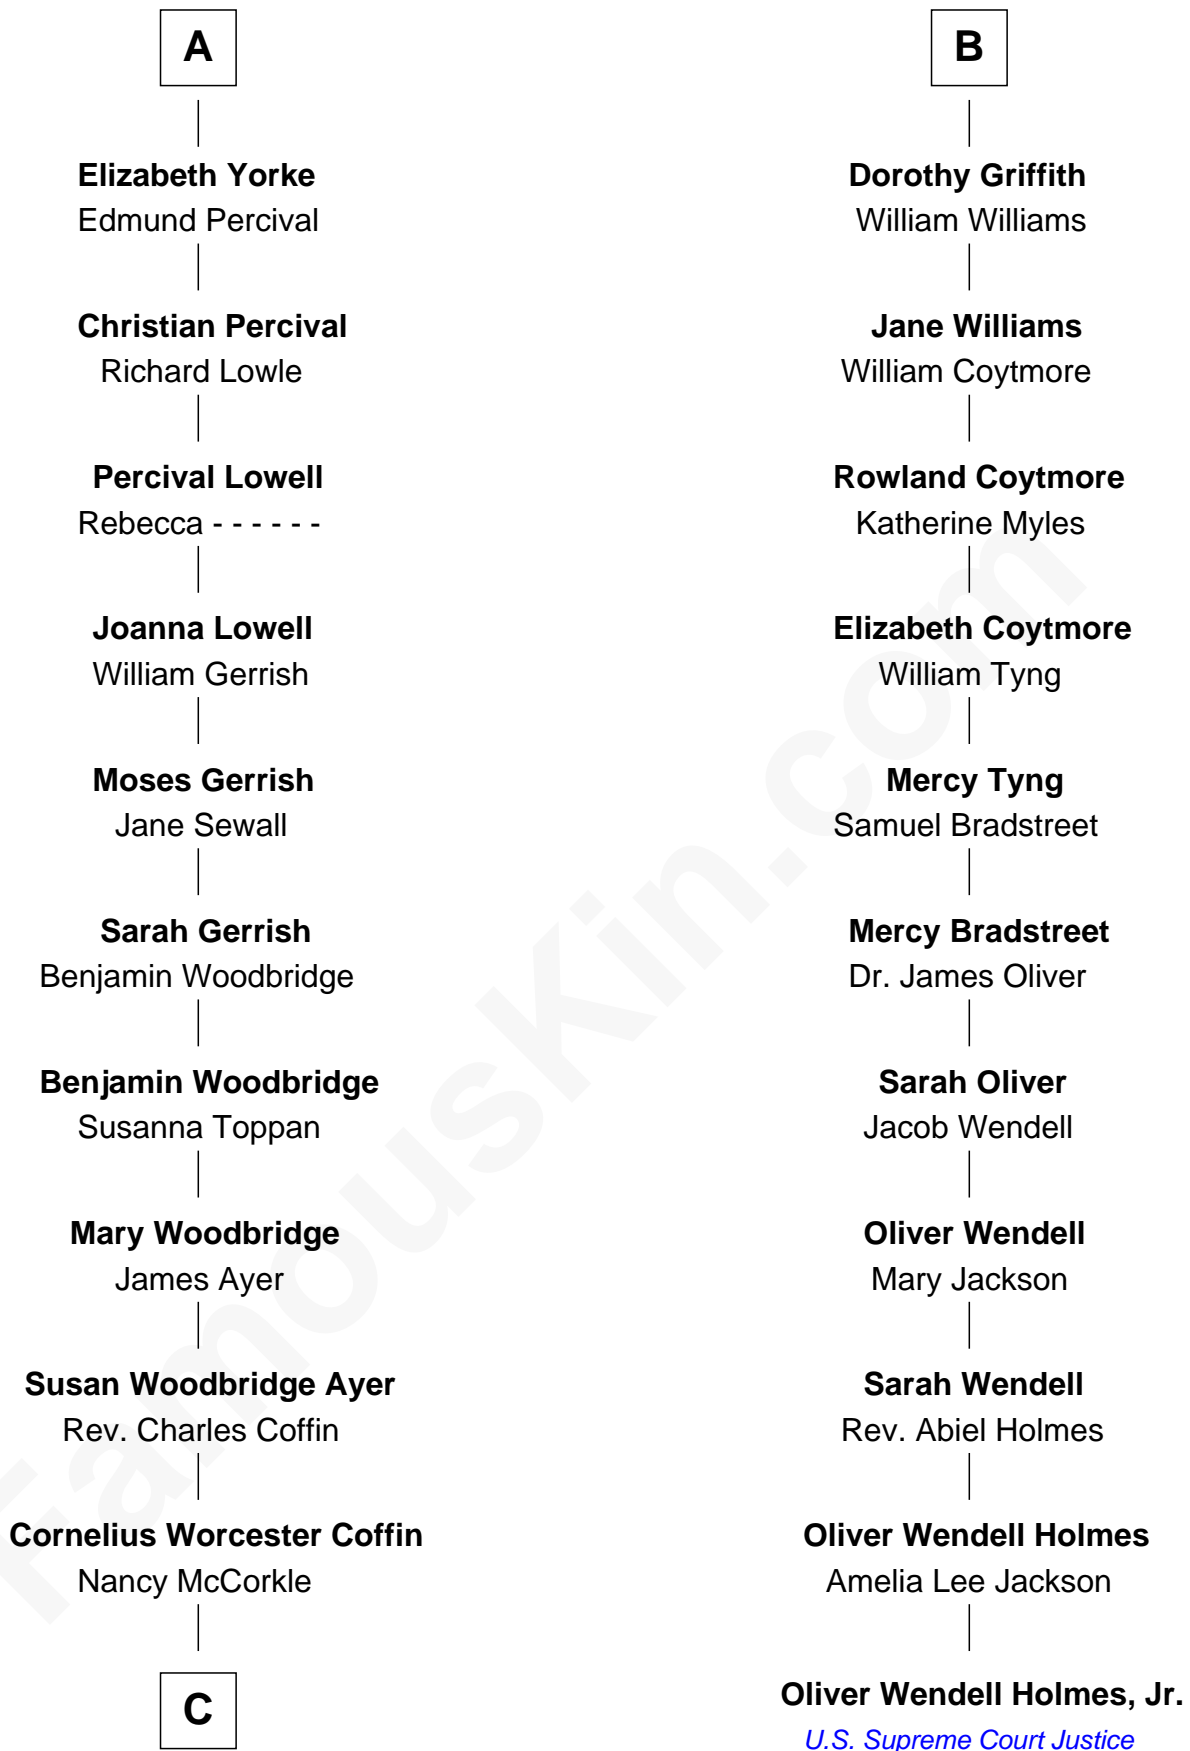 A
Elizabeth Yorke
Edmund Percival
Christian Percival
Richard Lowle
Percival Lowell
Rebecca - - - - - -
Joanna Lowell
William Gerrish
Moses Gerrish
Jane Sewall
Sarah Gerrish
Benjamin Woodbridge
Benjamin Woodbridge
Susanna Toppan
Mary Woodbridge
James Ayer
Susan Woodbridge Ayer
Rev. Charles Coffin
Cornelius Worcester Coffin
Nancy McCorkle
C
B
Dorothy Griffith
William Williams
Jane Williams
William Coytmore
Rowland Coytmore
Katherine Myles
Elizabeth Coytmore
William Tyng
Mercy Tyng
Samuel Bradstreet
Mercy Bradstreet
Dr. James Oliver
Sarah Oliver
Jacob Wendell
Oliver Wendell
Mary Jackson
Sarah Wendell
Rev. Abiel Holmes
Oliver Wendell Holmes
Amelia Lee Jackson
Oliver Wendell Holmes, Jr.
U.S. Supreme Court Justice
FamousKin.com